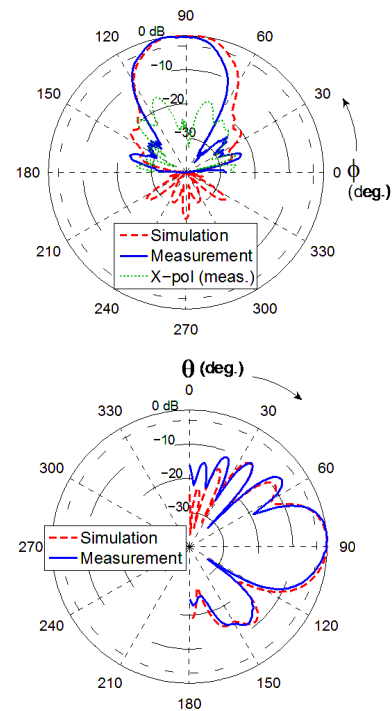 90
120 0 dB 60
−10
150 −20 30
−30
180 0 ϕ
(deg.)
210 330
Simulation
Measurement
X−pol (meas.)
240 300
270
θ (deg.)
0
330 0 dB 30
−10
300 −20 60
30
Simulation
Measurement
270 90
240 120
210 150
180